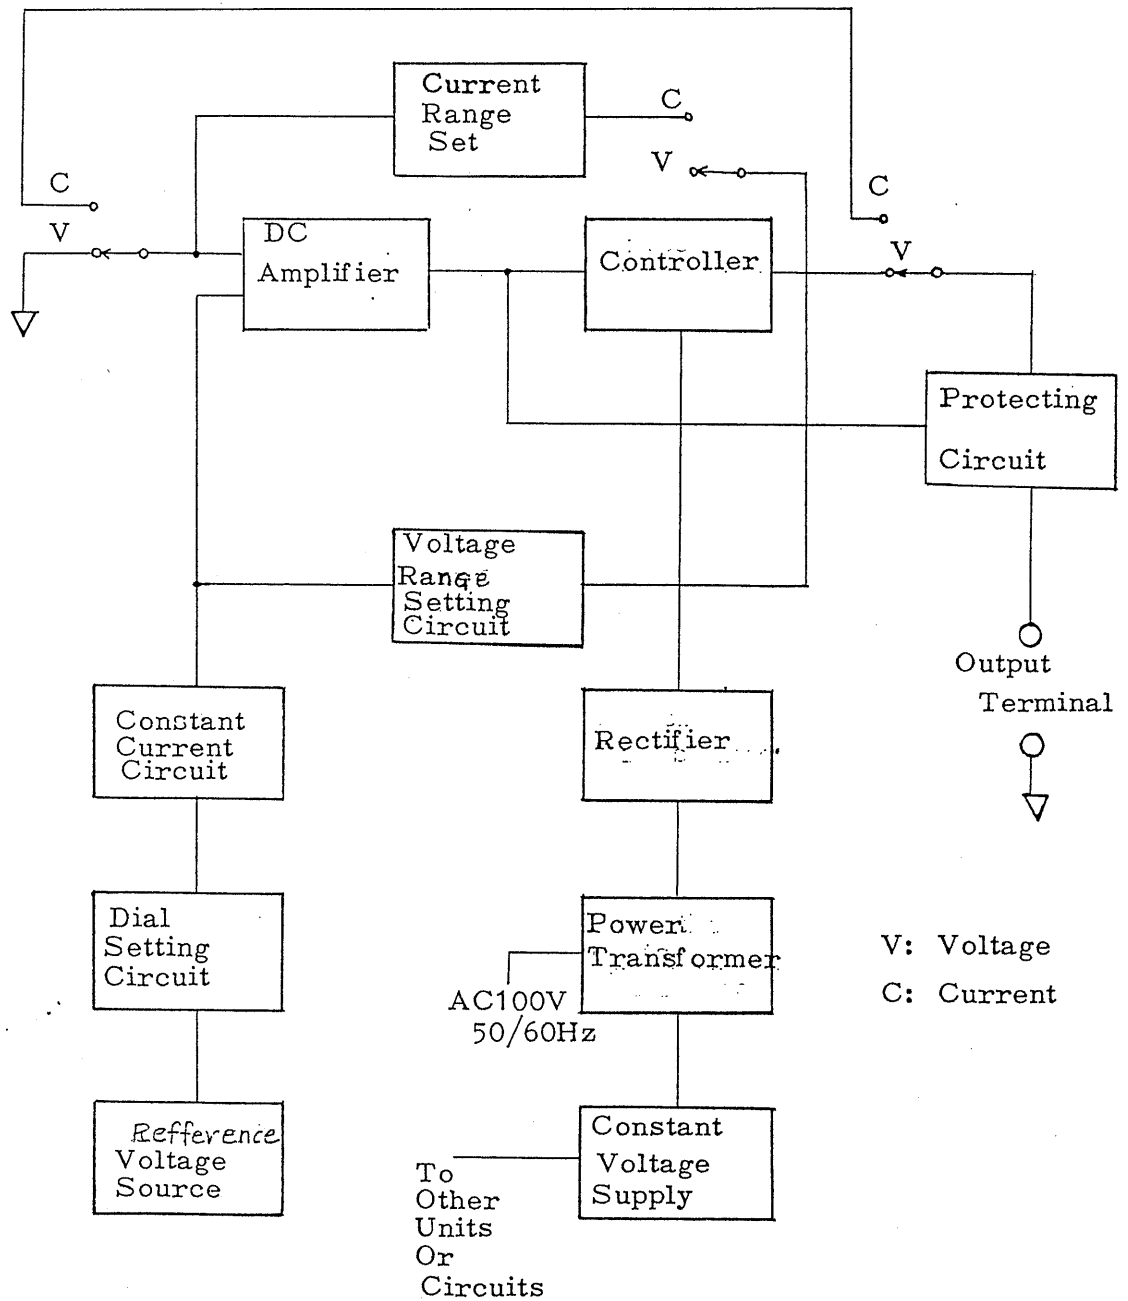 Current
Range
Set
C
V
C
V
C
V
DC
Amplifier
Controller
Protecting
Circuit
Voltage
Range
Setting
Circuit
Output
Terminal
Constant
Current
Circuit
Rectifier
Dial
Setting
Circuit
Power
Transformer
AC100V
50/60Hz
V: Voltage
C: Current
Refference
Voltage
Source
Constant
Voltage
Supply
To
Other
Units
Or
Circuits